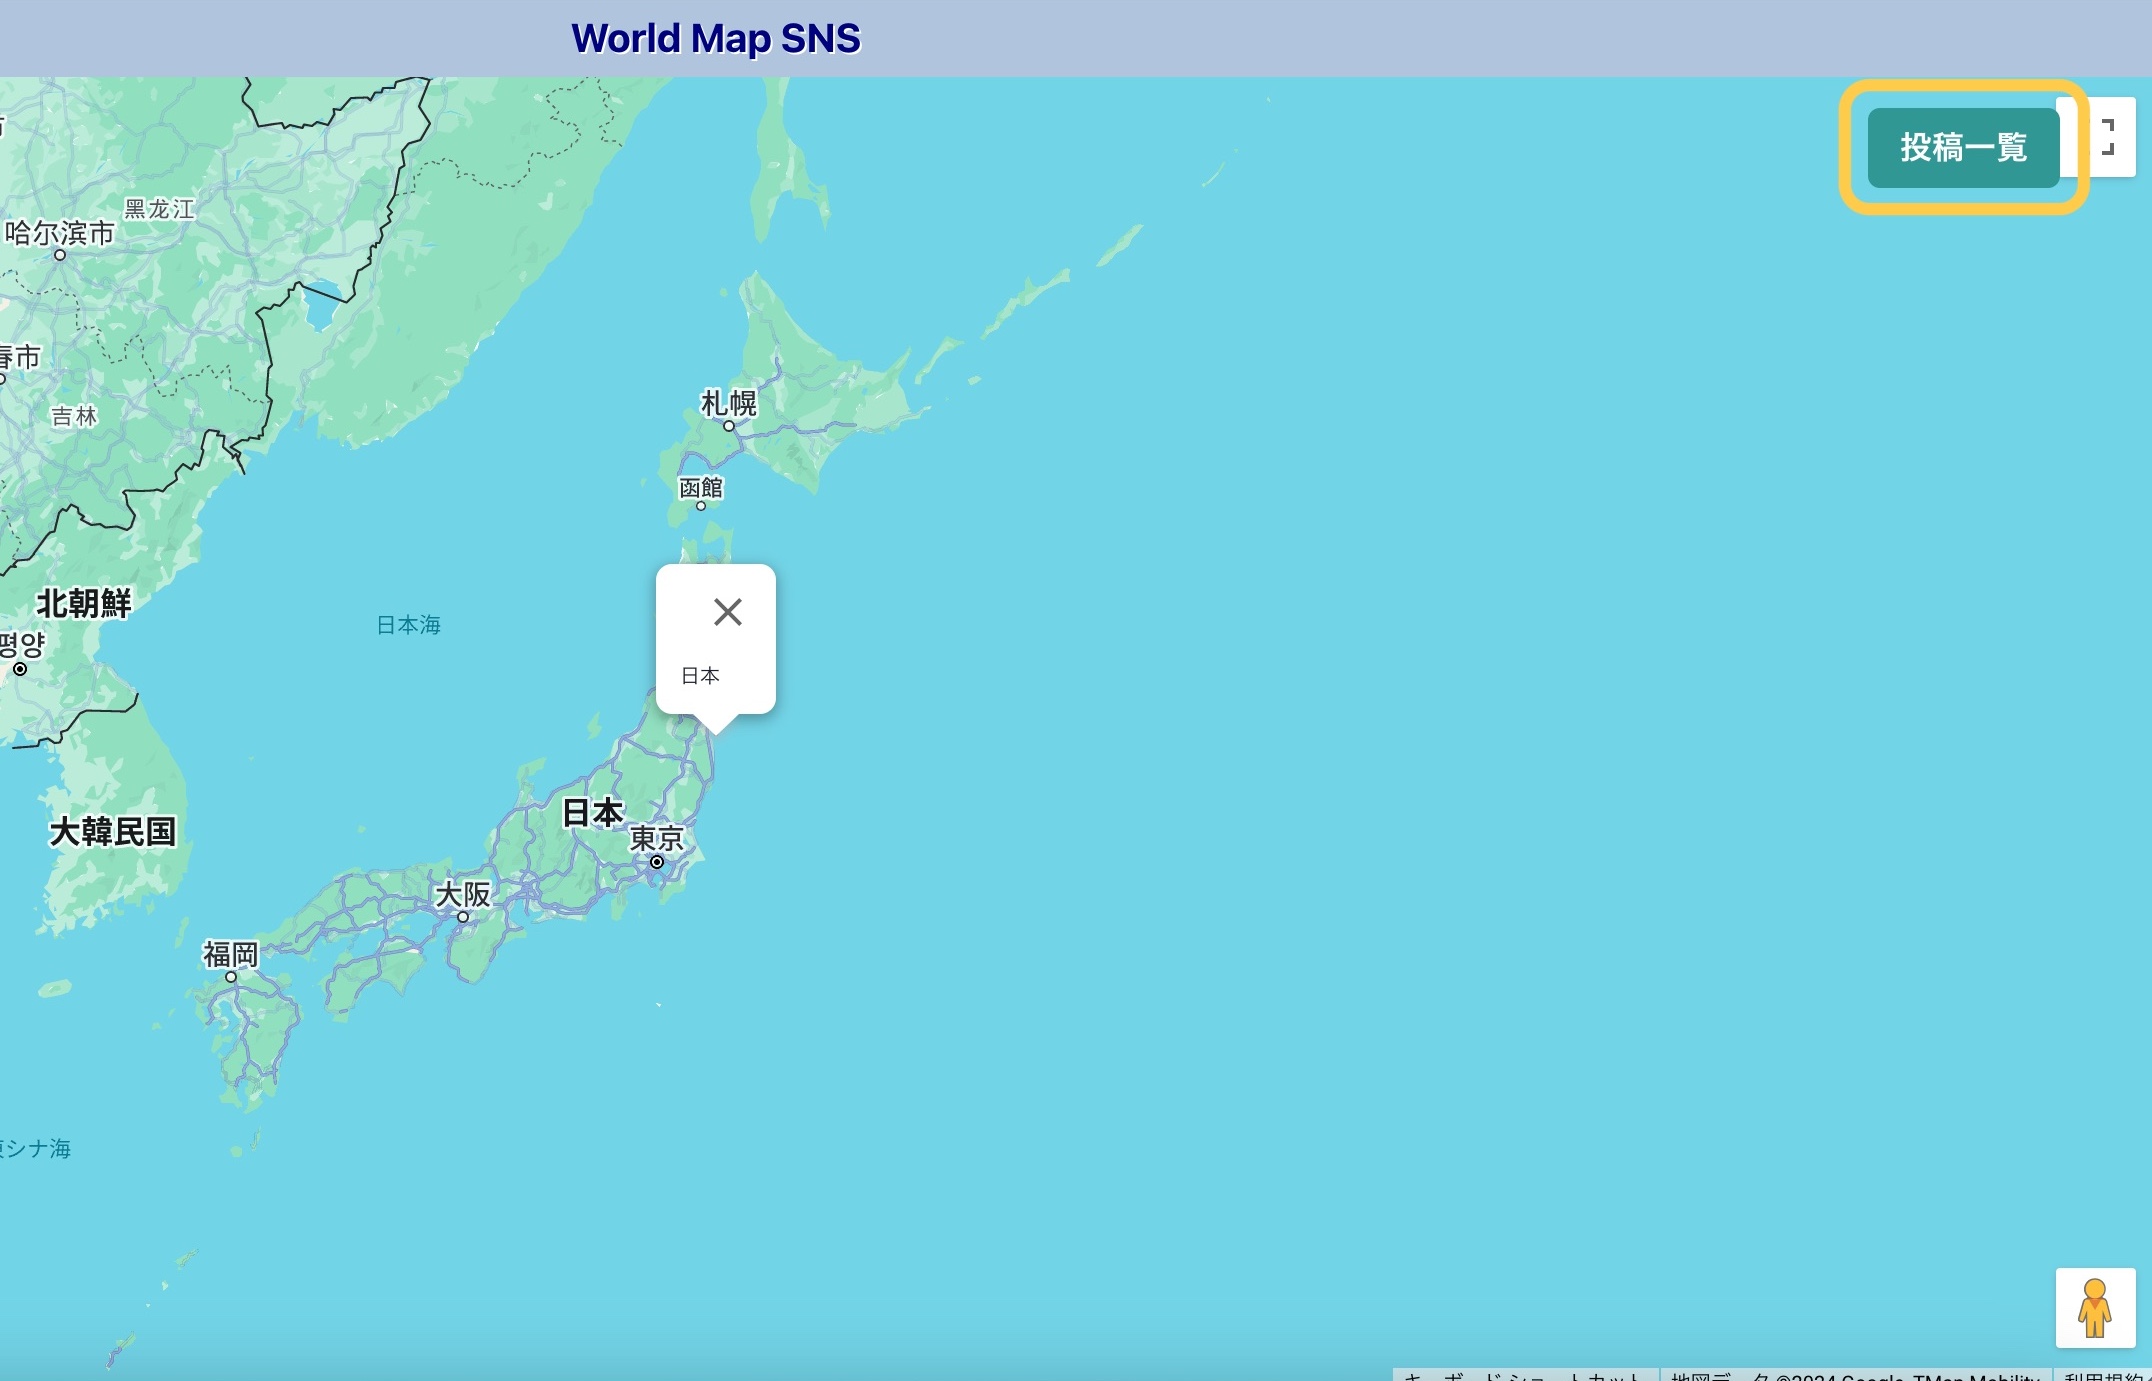 World Map SNS
投稿一覧
黑龙江
哈尔滨市
春市
札幌
吉林
函館
北朝鮮
日本海
평양
日本
日本
大韓民国
東京
大阪
福岡
東シナ海
キーボード ショートカット
地図データ ©2024 Google, TMap Mobility
利用規約